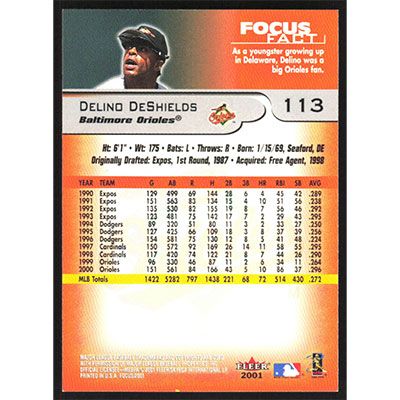 FOCUS
FACT
As a youngster growing up
in Delaware, Delino was a
big Orioles fan.
Delino DeShields
Orioles
113
Baltimore Orioles®
Ht: 6'1" • Wt: 175 • Bats: L • Throws: R • Born: 1/15/69, Seaford, DE
Originally Drafted: Expos, 1st Round, 1987 • Acquired: Free Agent, 1998
YEAR TEAM G AB R H 2B 3B HR RBI SB AVG
1990 Expos 129 499 69 144 28 6 4 45 42 .289
1991 Expos 151 563 83 134 15 4 10 51 56 .238
1992 Expos 135 530 82 155 19 8 7 56 46 .292
1993 Expos 123 481 75 142 17 7 2 29 43 .295
1994 Dodgers 89 320 51 80 11 3 2 33 27 .250
1995 Dodgers 127 425 66 109 18 3 8 37 39 .256
1996 Dodgers 154 581 75 130 12 8 5 41 48 .224
1997 Cardinals 150 572 92 169 26 14 11 58 55 .295
1998 Cardinals 117 420 74 122 21 8 7 44 26 .290
1999 Orioles 96 330 46 87 11 2 6 34 11 .264
2000 Orioles 151 561 84 166 43 5 10 86 37 .296
MLB Totals 1422 5282 797 1438 221 68 72 514 430 .272
MAJOR LEAGUE
OFFICIAL LICENSEE
PRINTED IN U.S.A.
FLEER
2001